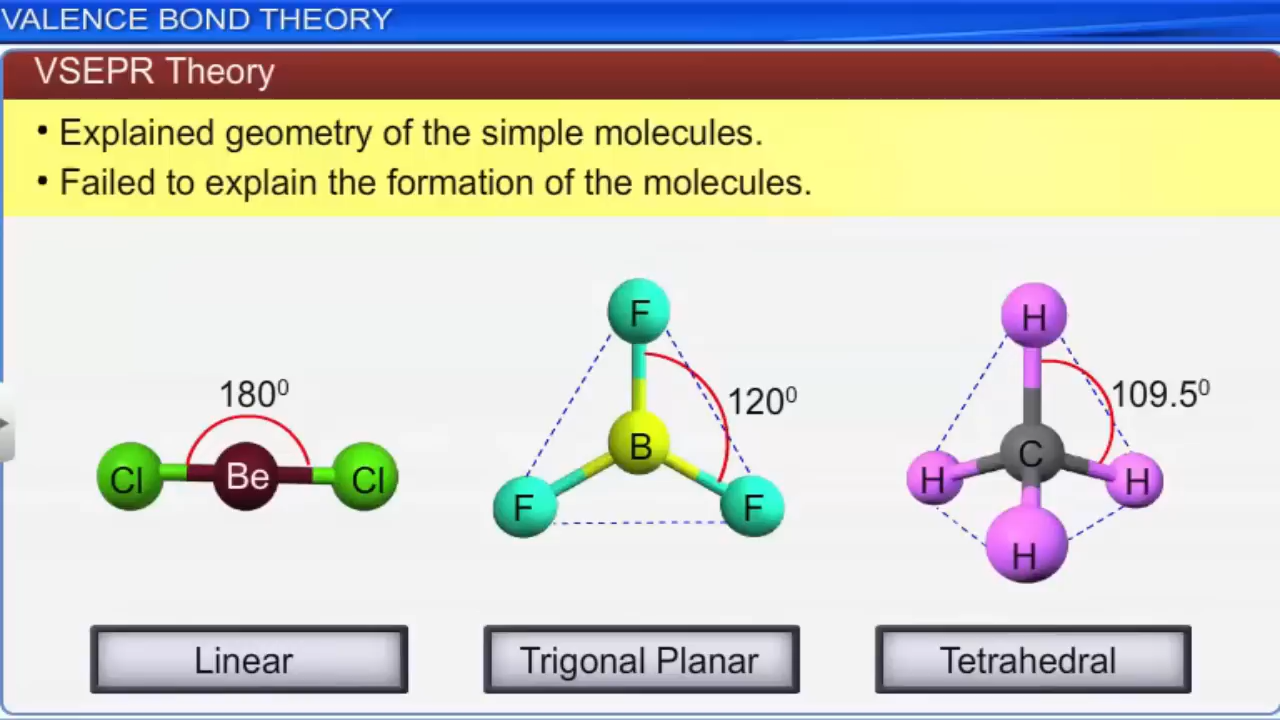 VALENCE BOND THEORY
VSEPR Theory
• Explained geometry of the simple molecules.
• Failed to explain the formation of the molecules.
180⁰
Cl Be Cl
F
120⁰
B
F F
H
109.5⁰
C
H H
H
Linear
Trigonal Planar
Tetrahedral